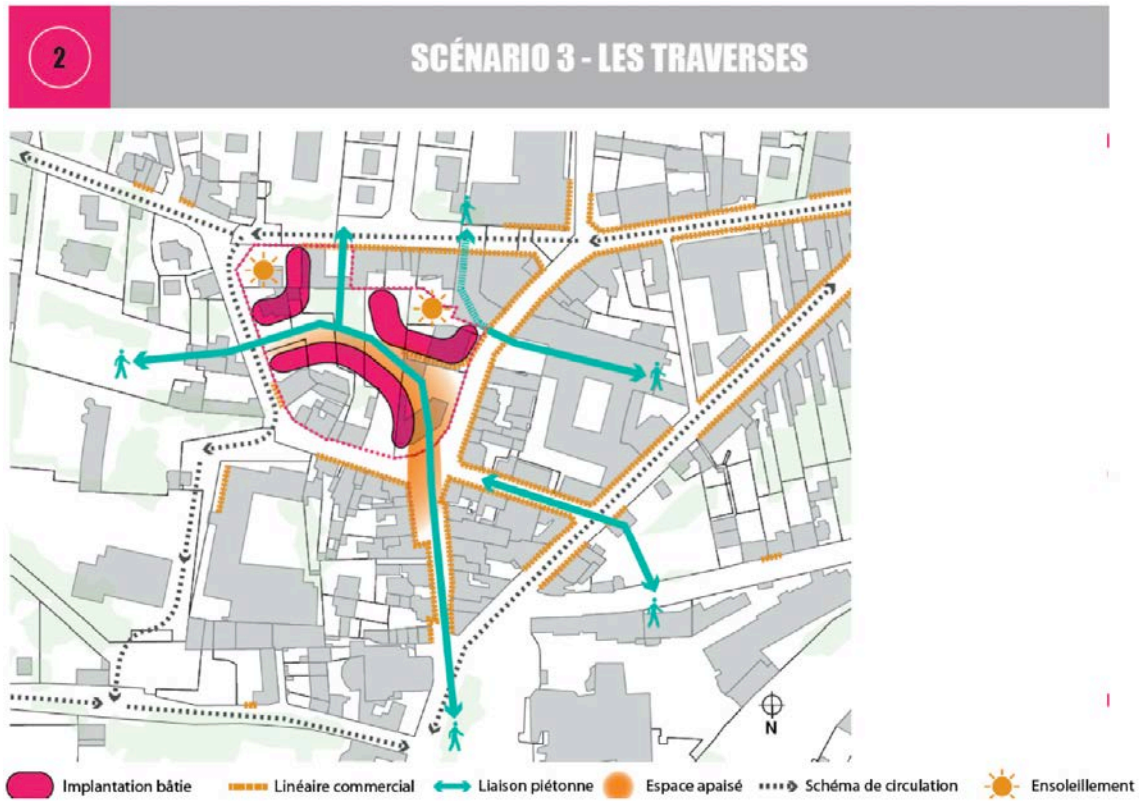 2
SCÉNARIO 3 - LES TRAVERSES
N
Implantation bâtie
Linéaire commercial
Liaison piétonne
Espace apaisé
Schéma de circulation
Ensoleillement